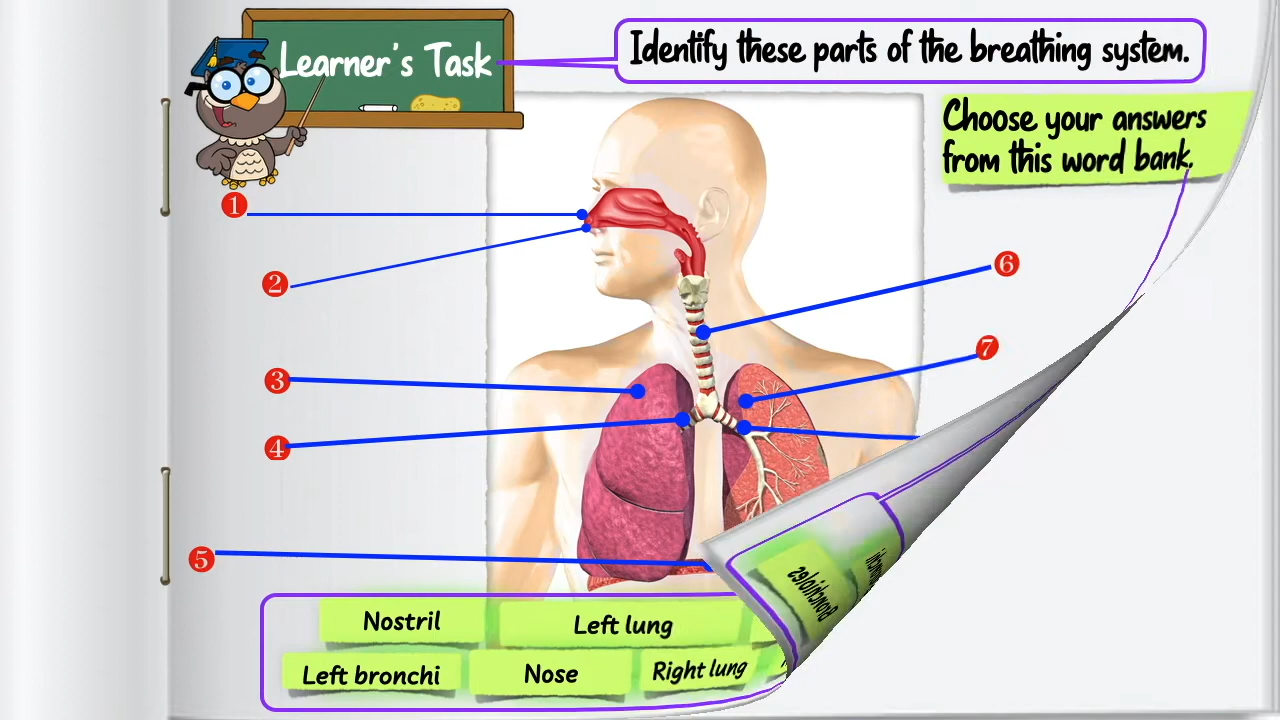 Learner's Task
Identify these parts of the breathing system.
Choose your answers
from this word bank.
1
2
3
4
5
6
7
Nostril
Left lung
Left bronchi
Nose
Right lung
Bronchioles